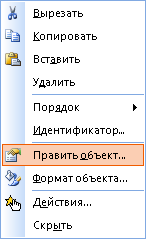 Вырезать
Копировать
Вставить
Удалить
Порядок
Идентификатор...
Править объект...
Формат объекта...
Действия...
Скрыть